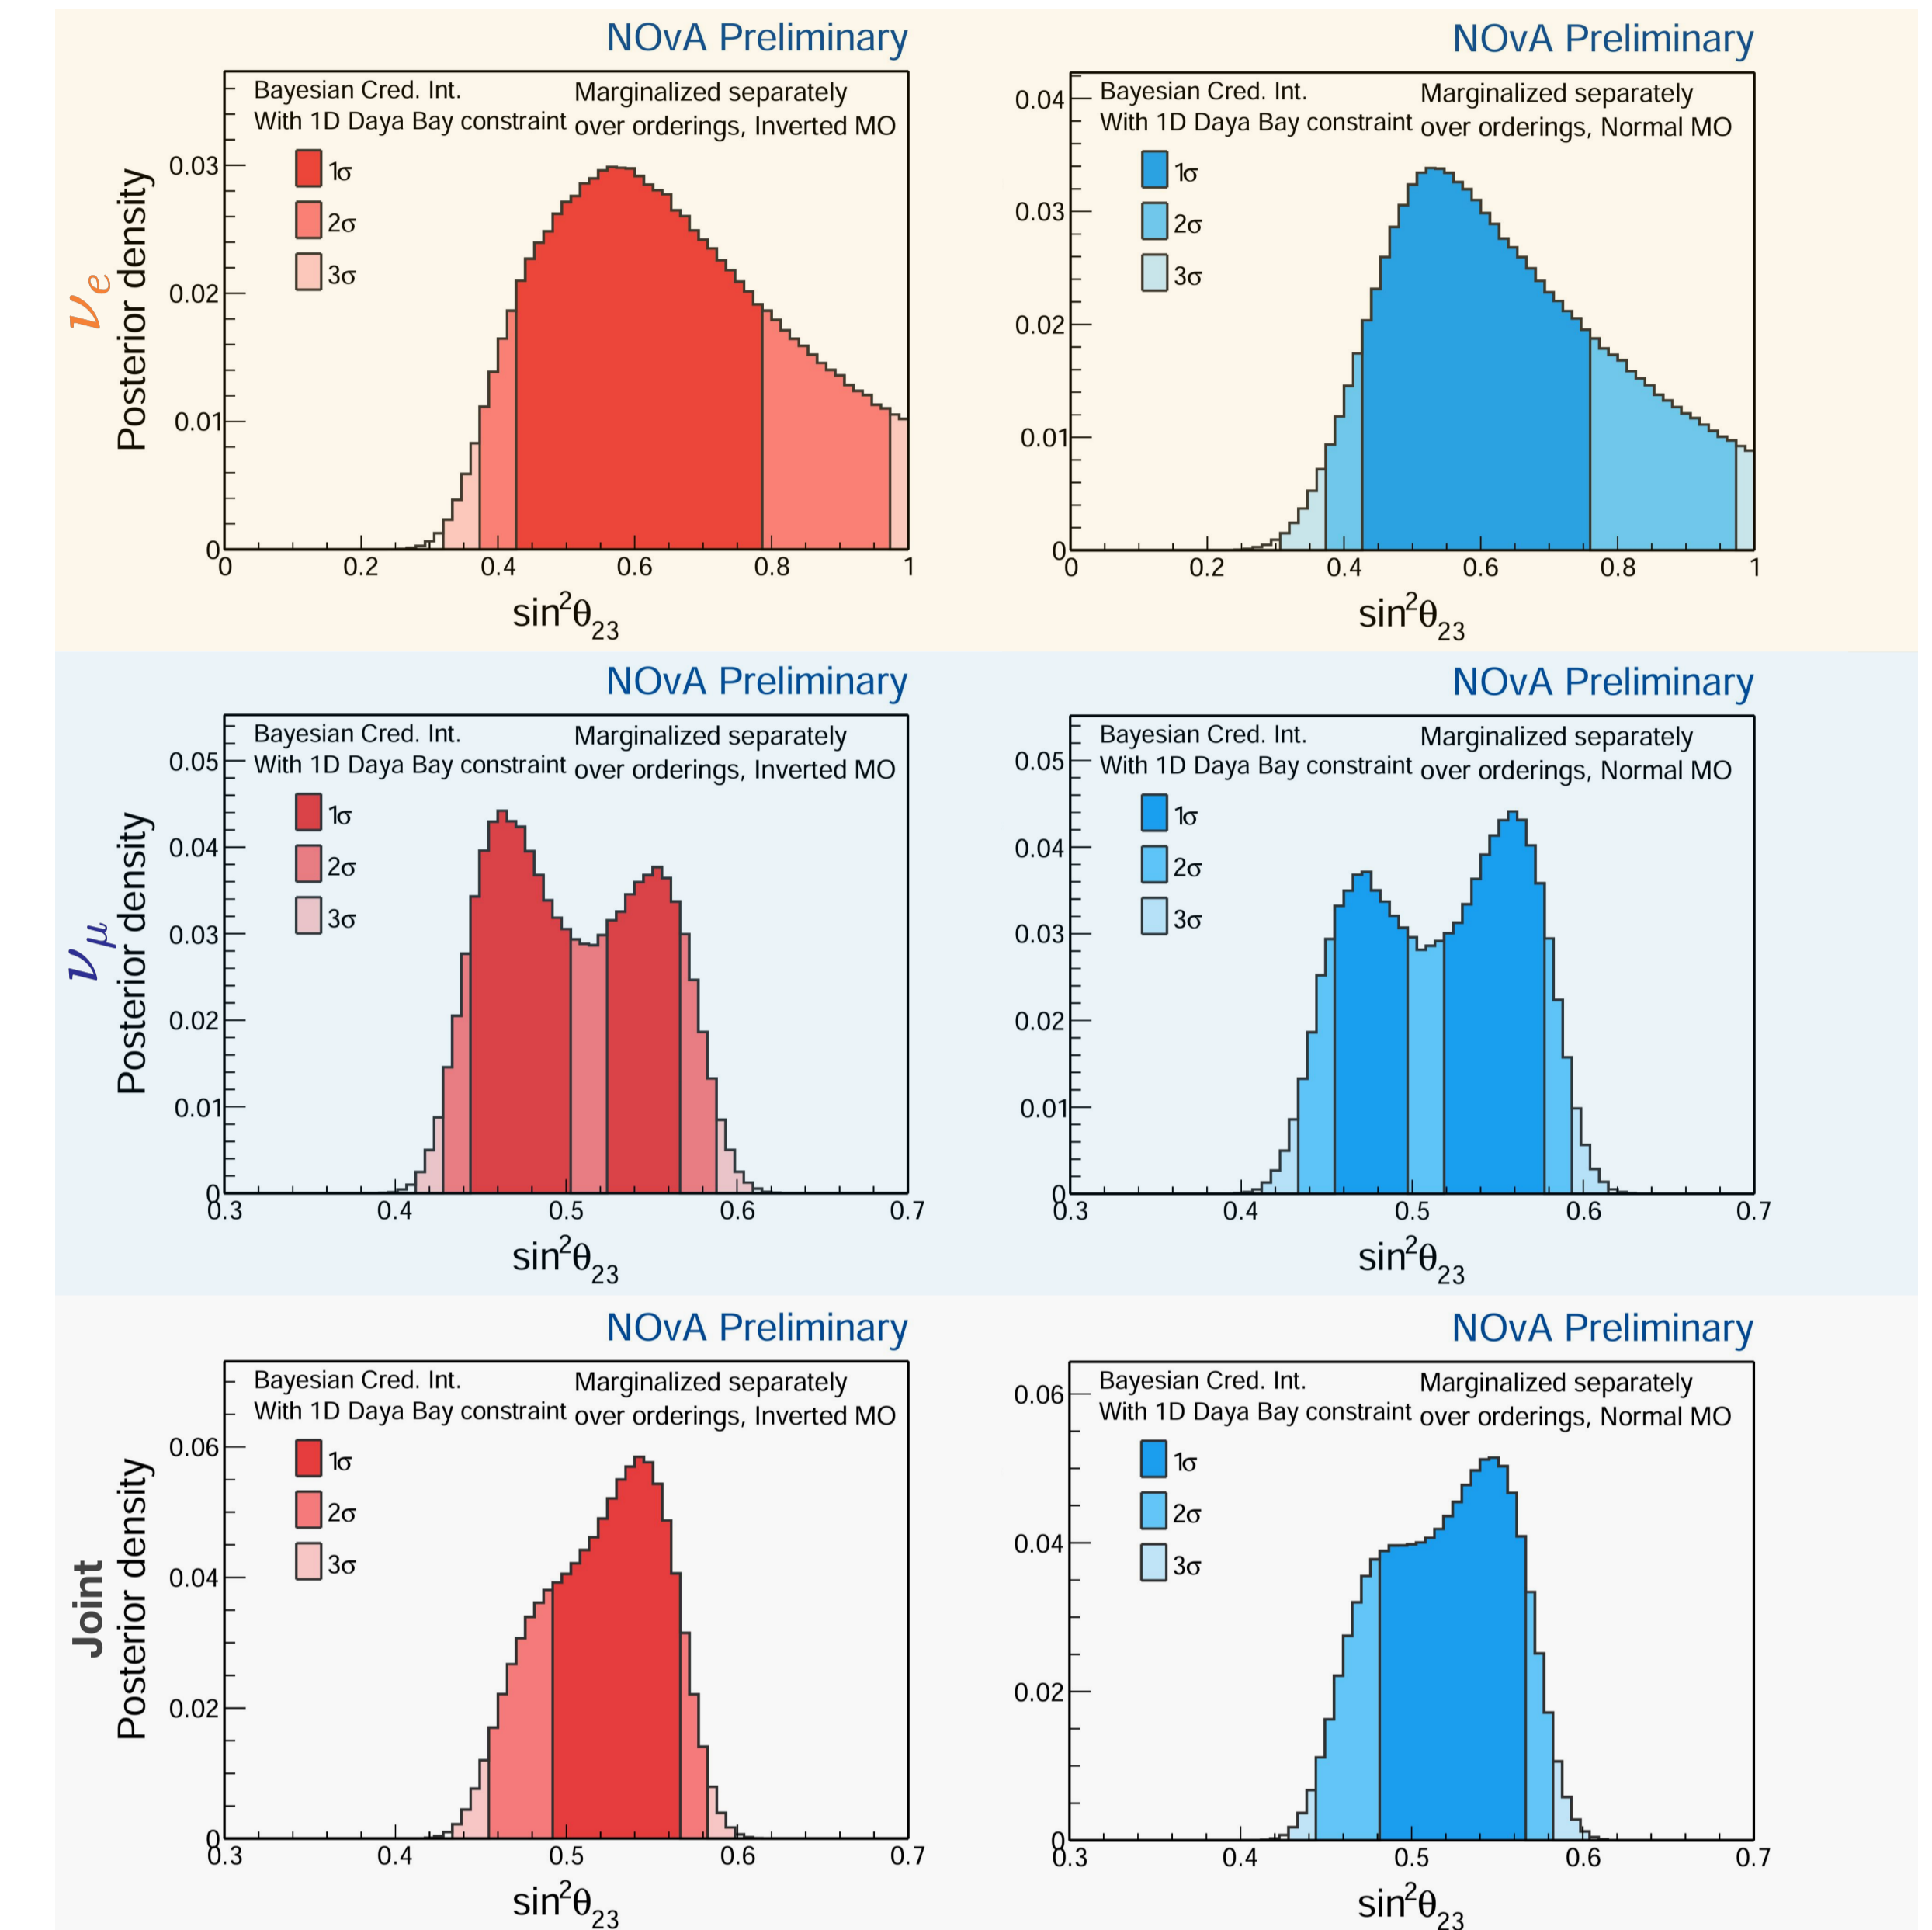 NOvA Preliminary
Bayesian Cred. Int.
With 1D Daya Bay constraint
Marginalized separately
over orderings, Inverted MO
1σ
2σ
3σ
0.03
0.02
0.01
0
0 0.2 0.4 0.6 0.8 1
sin²θ₂₃
Posterior density
νₑ
NOvA Preliminary
Bayesian Cred. Int.
With 1D Daya Bay constraint
Marginalized separately
over orderings, Normal MO
1σ
2σ
3σ
0.04
0.03
0.02
0.01
0
0 0.2 0.4 0.6 0.8 1
sin²θ₂₃
NOvA Preliminary
Bayesian Cred. Int.
With 1D Daya Bay constraint
Marginalized separately
over orderings, Inverted MO
1σ
2σ
3σ
0.05
0.04
0.03
0.02
0.01
0
0.3 0.4 0.5 0.6 0.7
sin²θ₂₃
Posterior density
ν_μ
NOvA Preliminary
Bayesian Cred. Int.
With 1D Daya Bay constraint
Marginalized separately
over orderings, Normal MO
1σ
2σ
3σ
0.05
0.04
0.03
0.02
0.01
0
0.3 0.4 0.5 0.6 0.7
sin²θ₂₃
NOvA Preliminary
Bayesian Cred. Int.
With 1D Daya Bay constraint
Marginalized separately
over orderings, Inverted MO
1σ
2σ
3σ
0.06
0.04
0.02
0
0.3 0.4 0.5 0.6 0.7
sin²θ₂₃
Posterior density
Joint
NOvA Preliminary
Bayesian Cred. Int.
With 1D Daya Bay constraint
Marginalized separately
over orderings, Normal MO
1σ
2σ
3σ
0.06
0.04
0.02
0
0.3 0.4 0.5 0.6 0.7
sin²θ₂₃